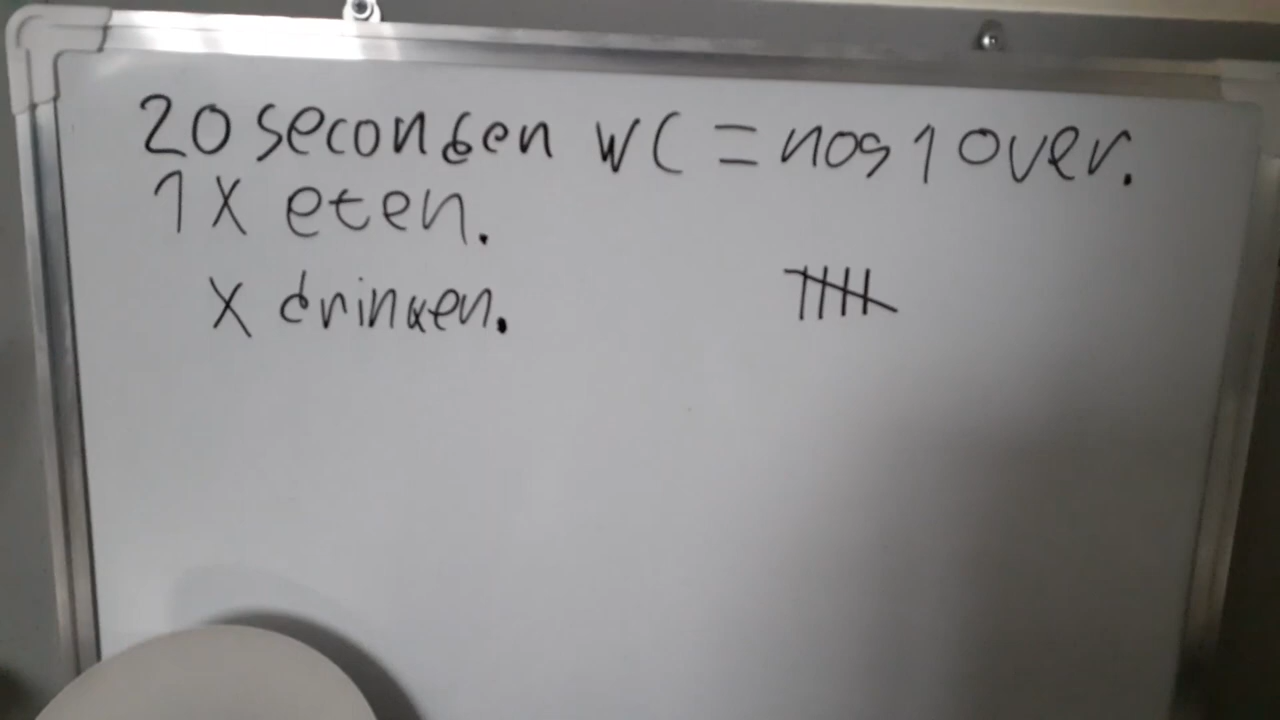 20 seconden WC = nog 1 over.
1X eten.
X drinken.